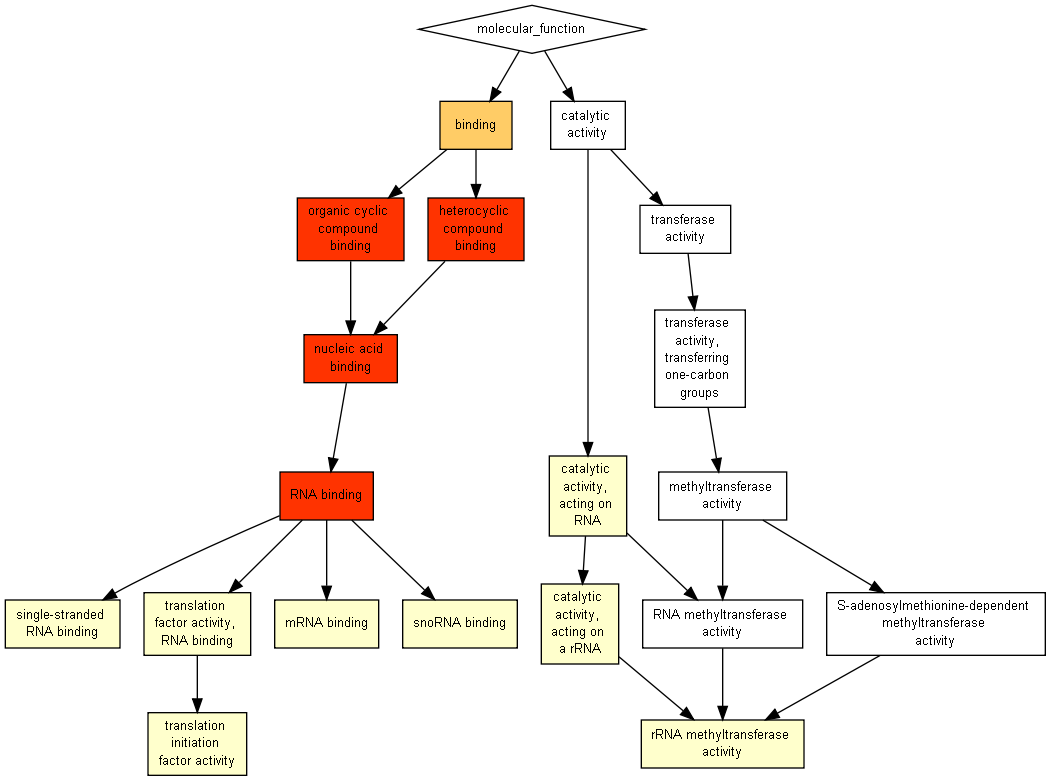 molecular_function
binding
catalytic
activity
organic cyclic
compound
binding
heterocyclic
compound
binding
transferase
activity
nucleic acid
binding
transferase
activity,
transferring
one-carbon
groups
RNA binding
catalytic
activity,
acting on
RNA
methyltransferase
activity
single-stranded
RNA binding
translation
factor activity,
RNA binding
mRNA binding
snoRNA binding
catalytic
activity,
acting on
a rRNA
RNA methyltransferase
activity
S-adenosylmethionine-dependent
methyltransferase
activity
translation
initiation
factor activity
rRNA methyltransferase
activity